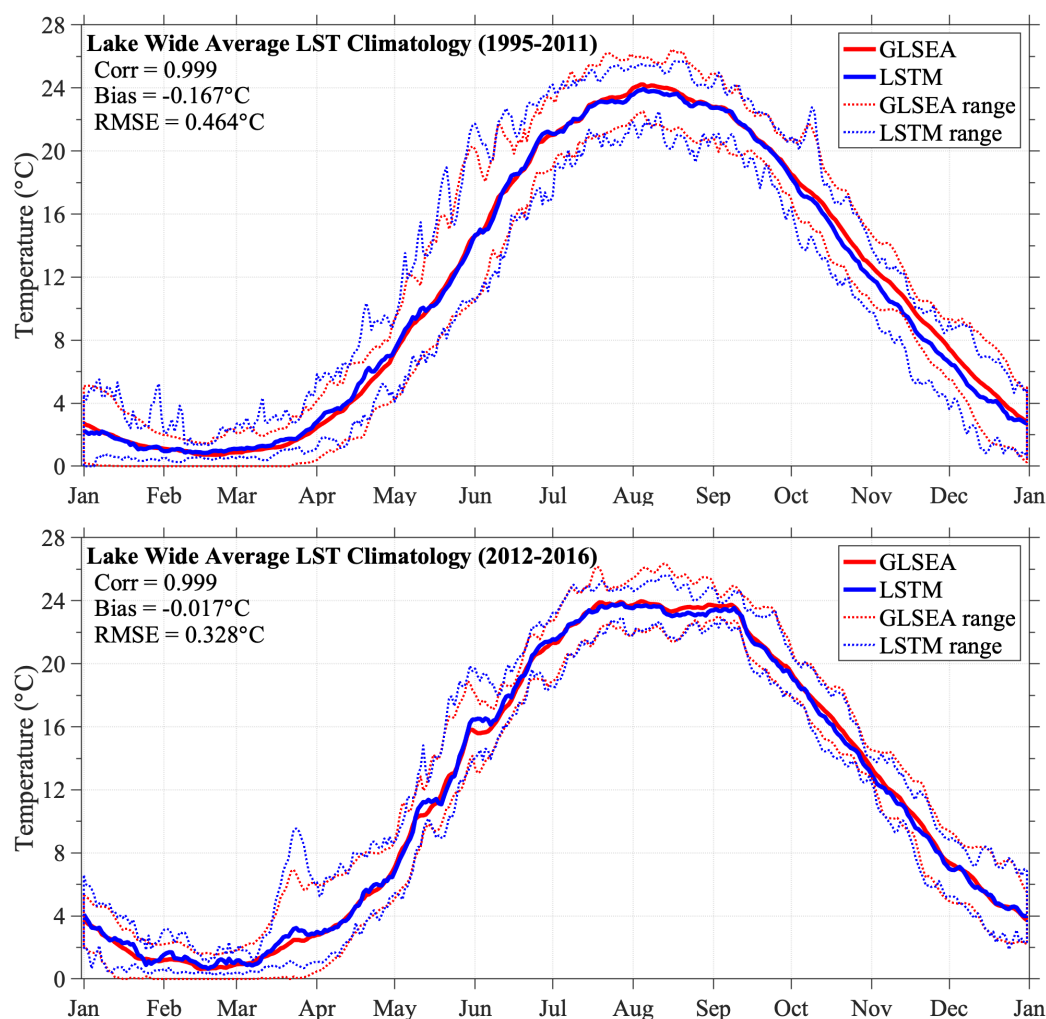 Lake Wide Average LST Climatology (1995-2011)
Corr = 0.999
Bias = -0.167°C
RMSE = 0.464°C
GLSEA
LSTM
GLSEA range
LSTM range
Temperature (°C)
28
24
20
16
12
8
4
0
Jan Feb Mar Apr May Jun Jul Aug Sep Oct Nov Dec Jan
Lake Wide Average LST Climatology (2012-2016)
Corr = 0.999
Bias = -0.017°C
RMSE = 0.328°C
GLSEA
LSTM
GLSEA range
LSTM range
Temperature (°C)
28
24
20
16
12
8
4
0
Jan Feb Mar Apr May Jun Jul Aug Sep Oct Nov Dec Jan